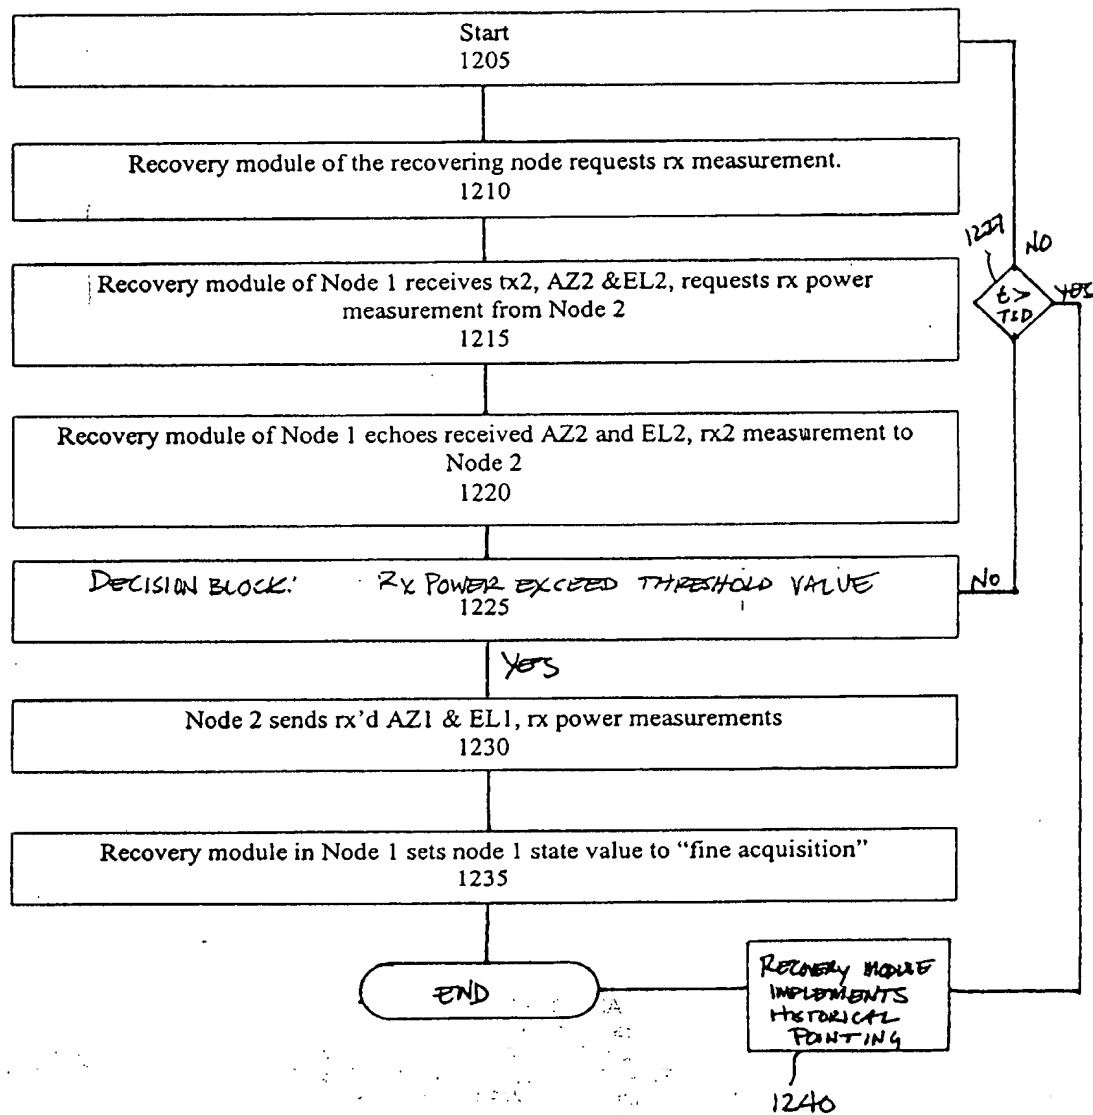 Start
1205
Recovery module of the recovering node requests rx measurement.
1210
Recovery module of Node 1 receives tx2, AZ2 &EL2, requests rx power
measurement from Node 2
1215
1227
NO
t >
TSD
YES
Recovery module of Node 1 echoes received AZ2 and EL2, rx2 measurement to
Node 2
1220
DECISION BLOCK: RX POWER EXCEED THRESHOLD VALUE
1225
NO
YES
Node 2 sends rx'd AZ1 & EL1, rx power measurements
1230
Recovery module in Node 1 sets node 1 state value to “fine acquisition”
1235
END
RECOVERY MODULE
IMPLEMENTS
HISTORICAL
POINTING
1240